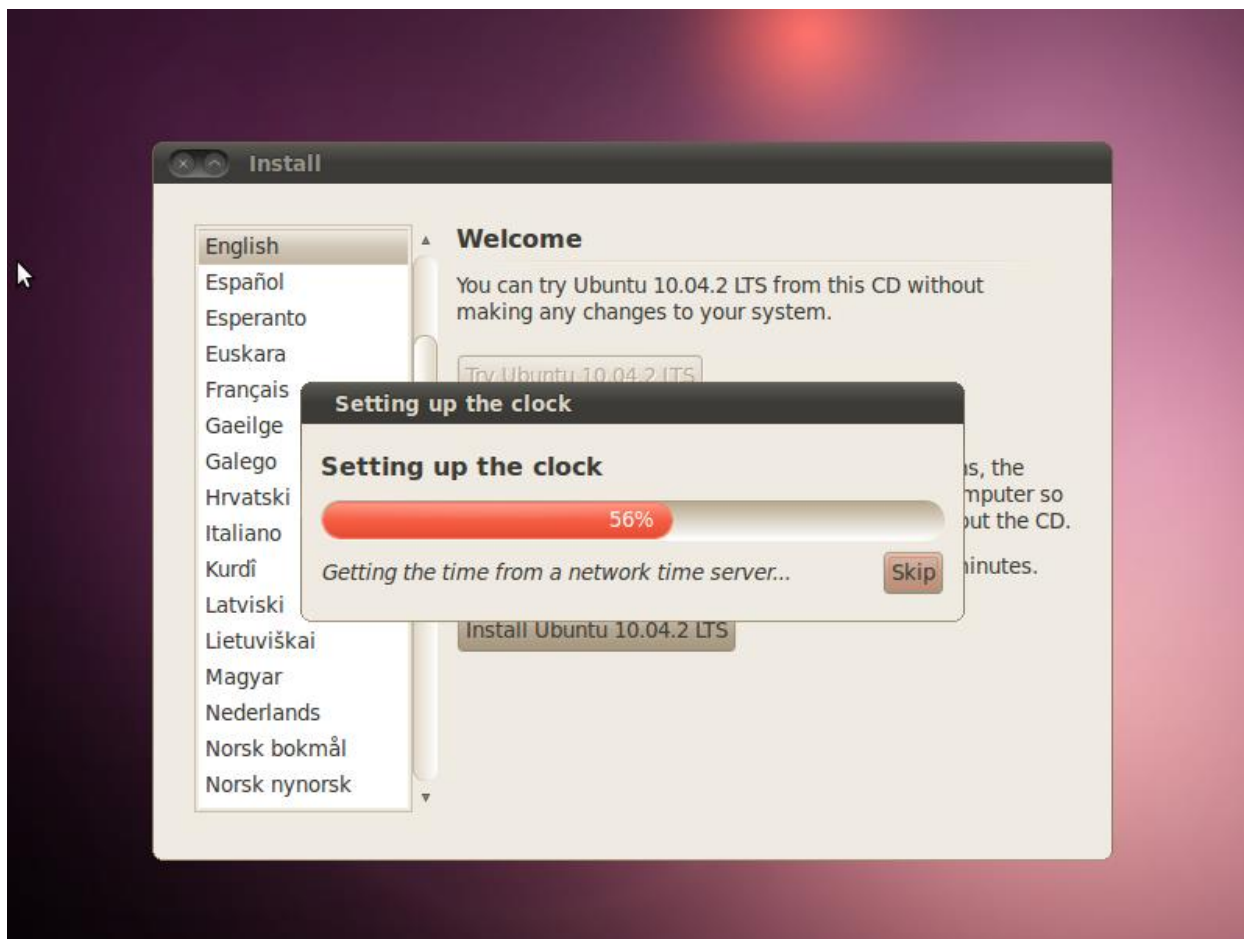 Install
English
Español
Esperanto
Euskara
Français
Gaeilge
Galego
Hrvatski
Italiano
Kurdî
Latviski
Lietuviškai
Magyar
Nederlands
Norsk bokmål
Norsk nynorsk
Welcome
You can try Ubuntu 10.04.2 LTS from this CD without
making any changes to your system.
Try Ubuntu 10.04.2 LTS
Setting up the clock
Setting up the clock
56%
Getting the time from a network time server...
Skip
the
so
the CD.
Install Ubuntu 10.04.2 LTS